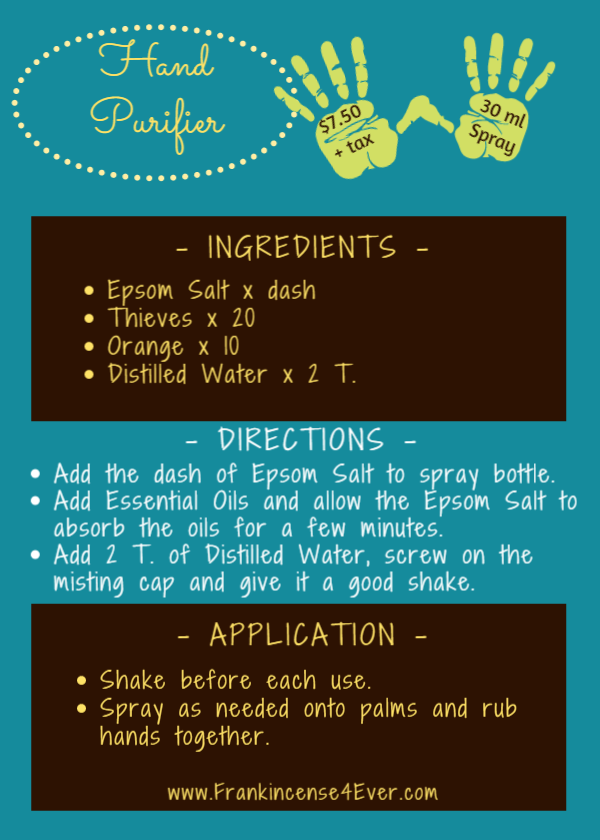 Hand
Purifier
$7.50
+ tax
30 ml
Spray
- INGREDIENTS -
• Epsom Salt x dash
• Thieves x 20
• Orange x 10
• Distilled Water x 2 T.
- DIRECTIONS -
• Add the dash of Epsom Salt to spray bottle.
• Add Essential Oils and allow the Epsom Salt to
absorb the oils for a few minutes.
• Add 2 T. of Distilled Water, screw on the
misting cap and give it a good shake.
- APPLICATION -
• Shake before each use.
• Spray as needed onto palms and rub
hands together.
www.Frankincense4Ever.com